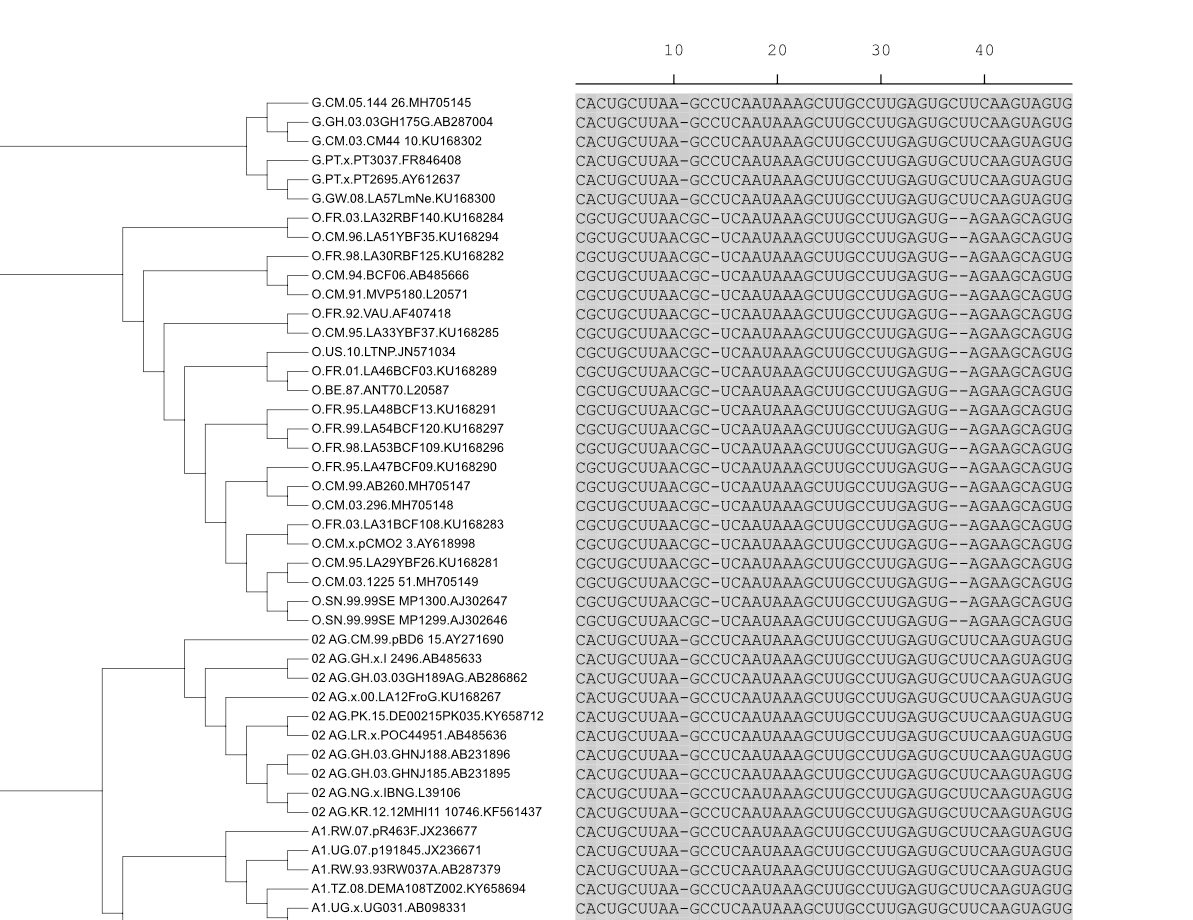 10 20 30 40
G.CM.05.144 26.MH705145 CACUGCUUAA-GCCUCAAUAAAGCUUGCCUUGAGUGCUUCAAGUAGUG
G.GH.03.03GH175G.AB287004 CACUGCUUAA-GCCUCAAUAAAGCUUGCCUUGAGUGCUUCAAGUAGUG
G.CM.03.CM44 10.KU168302 CACUGCUUAA-GCCUCAAUAAAGCUUGCCUUGAGUGCUUCAAGUAGUG
G.PT.x.PT3037.FR846408 CACUGCUUAA-GCCUCAAUAAAGCUUGCCUUGAGUGCUUCAAGUAGUG
G.PT.x.PT2695.AY612637 CACUGCUUAA-GCCUCAAUAAAGCUUGCCUUGAGUGCUUCAAGUAGUG
G.GW.08.LA57LmNe.KU168300 CACUGCUUAA-GCCUCAAUAAAGCUUGCCUUGAGUGCUUCAAGUAGUG
O.FR.03.LA32RBF140.KU168284 CGCUGCUUAACGC-UCAAUAAAGCUUGCCUUGAGUG--AGAAGCAGUG
O.CM.96.LA51YBF35.KU168294 CGCUGCUUAACGC-UCAAUAAAGCUUGCCUUGAGUG--AGAAGCAGUG
O.FR.98.LA30RBF125.KU168282 CGCUGCUUAACGC-UCAAUAAAGCUUGCCUUGAGUG--AGAAGCAGUG
O.CM.94.BCF06.AB485666 CGCUGCUUAACGC-UCAAUAAAGCUUGCCUUGAGUG--AGAAGCAGUG
O.CM.91.MVP5180.L20571 CGCUGCUUAACGC-UCAAUAAAGCUUGCCUUGAGUG--AGAAGCAGUG
O.FR.92.VAU.AF407418 CGCUGCUUAACGC-UCAAUAAAGCUUGCCUUGAGUG--AGAAGCAGUG
O.CM.95.LA33YBF37.KU168285 CGCUGCUUAACGC-UCAAUAAAGCUUGCCUUGAGUG--AGAAGCAGUG
O.US.10.LTNP.JN571034 CGCUGCUUAACGC-UCAAUAAAGCUUGCCUUGAGUG--AGAAGCAGUG
O.FR.01.LA46BCF03.KU168289 CGCUGCUUAACGC-UCAAUAAAGCUUGCCUUGAGUG--AGAAGCAGUG
O.BE.87.ANT70.L20587 CGCUGCUUAACGC-UCAAUAAAGCUUGCCUUGAGUG--AGAAGCAGUG
O.FR.95.LA48BCF13.KU168291 CGCUGCUUAACGC-UCAAUAAAGCUUGCCUUGAGUG--AGAAGCAGUG
O.FR.99.LA54BCF120.KU168297 CGCUGCUUAACGC-UCAAUAAAGCUUGCCUUGAGUG--AGAAGCAGUG
O.FR.98.LA53BCF109.KU168296 CGCUGCUUAACGC-UCAAUAAAGCUUGCCUUGAGUG--AGAAGCAGUG
O.FR.95.LA47BCF09.KU168290 CGCUGCUUAACGC-UCAAUAAAGCUUGCCUUGAGUG--AGAAGCAGUG
O.CM.99.AB260.MH705147 CGCUGCUUAACGC-UCAAUAAAGCUUGCCUUGAGUG--AGAAGCAGUG
O.CM.03.296.MH705148 CGCUGCUUAACGC-UCAAUAAAGCUUGCCUUGAGUG--AGAAGCAGUG
O.FR.03.LA31BCF108.KU168283 CGCUGCUUAACGC-UCAAUAAAGCUUGCCUUGAGUG--AGAAGCAGUG
O.CM.x.pCMO2 3.AY618998 CGCUGCUUAACGC-UCAAUAAAGCUUGCCUUGAGUG--AGAAGCAGUG
O.CM.95.LA29YBF26.KU168281 CGCUGCUUAACGC-UCAAUAAAGCUUGCCUUGAGUG--AGAAGCAGUG
O.CM.03.1225 51.MH705149 CGCUGCUUAACGC-UCAAUAAAGCUUGCCUUGAGUG--AGAAGCAGUG
O.SN.99.99SE MP1300.AJ302647 CGCUGCUUAACGC-UCAAUAAAGCUUGCCUUGAGUG--AGAAGCAGUG
O.SN.99.99SE MP1299.AJ302646 CGCUGCUUAACGC-UCAAUAAAGCUUGCCUUGAGUG--AGAAGCAGUG
02 AG.CM.99.pBD6 15.AY271690 CACUGCUUAA-GCCUCAAUAAAGCUUGCCUUGAGUGCUUCAAGUAGUG
02 AG.GH.x.I 2496.AB485633 CACUGCUUAA-GCCUCAAUAAAGCUUGCCUUGAGUGCUUCAAGUAGUG
02 AG.GH.03.03GH189AG.AB286862 CACUGCUUAA-GCCUCAAUAAAGCUUGCCUUGAGUGCUUCAAGUAGUG
02 AG.x.00.LA12FroG.KU168267 CACUGCUUAA-GCCUCAAUAAAGCUUGCCUUGAGUGCUUCAAGUAGUG
02 AG.PK.15.DE00215PK035.KY658712 CACUGCUUAA-GCCUCAAUAAAGCUUGCCUUGAGUGCUUCAAGUAGUG
02 AG.LR.x.POC44951.AB485636 CACUGCUUAA-GCCUCAAUAAAGCUUGCCUUGAGUGCUUCAAGUAGUG
02 AG.GH.03.GHNJ188.AB231896 CACUGCUUAA-GCCUCAAUAAAGCUUGCCUUGAGUGCUUCAAGUAGUG
02 AG.GH.03.GHNJ185.AB231895 CACUGCUUAA-GCCUCAAUAAAGCUUGCCUUGAGUGCUUCAAGUAGUG
02 AG.NG.x.IBNG.L39106 CACUGCUUAA-GCCUCAAUAAAGCUUGCCUUGAGUGCUUCAAGUAGUG
02 AG.KR.12.12MHI11 10746.KF561437 CACUGCUUAA-GCCUCAAUAAAGCUUGCCUUGAGUGCUUCAAGUAGUG
A1.RW.07.pR463F.JX236677 CACUGCUUAA-GCCUCAAUAAAGCUUGCCUUGAGUGCUUCAAGUAGUG
A1.UG.07.p191845.JX236671 CACUGCUUAA-GCCUCAAUAAAGCUUGCCUUGAGUGCUUCAAGUAGUG
A1.RW.93.93RW037A.AB287379 CACUGCUUAA-GCCUCAAUAAAGCUUGCCUUGAGUGCUUCAAGUAGUG
A1.TZ.08.DEMA108TZ002.KY658694 CACUGCUUAA-GCCUCAAUAAAGCUUGCCUUGAGUGCUUCAAGUAGUG
A1.UG.x.UG031.AB098331 CACUGCUUAA-GCCUCAAUAAAGCUUGCCUUGAGUGCUUCAAGUAGUG